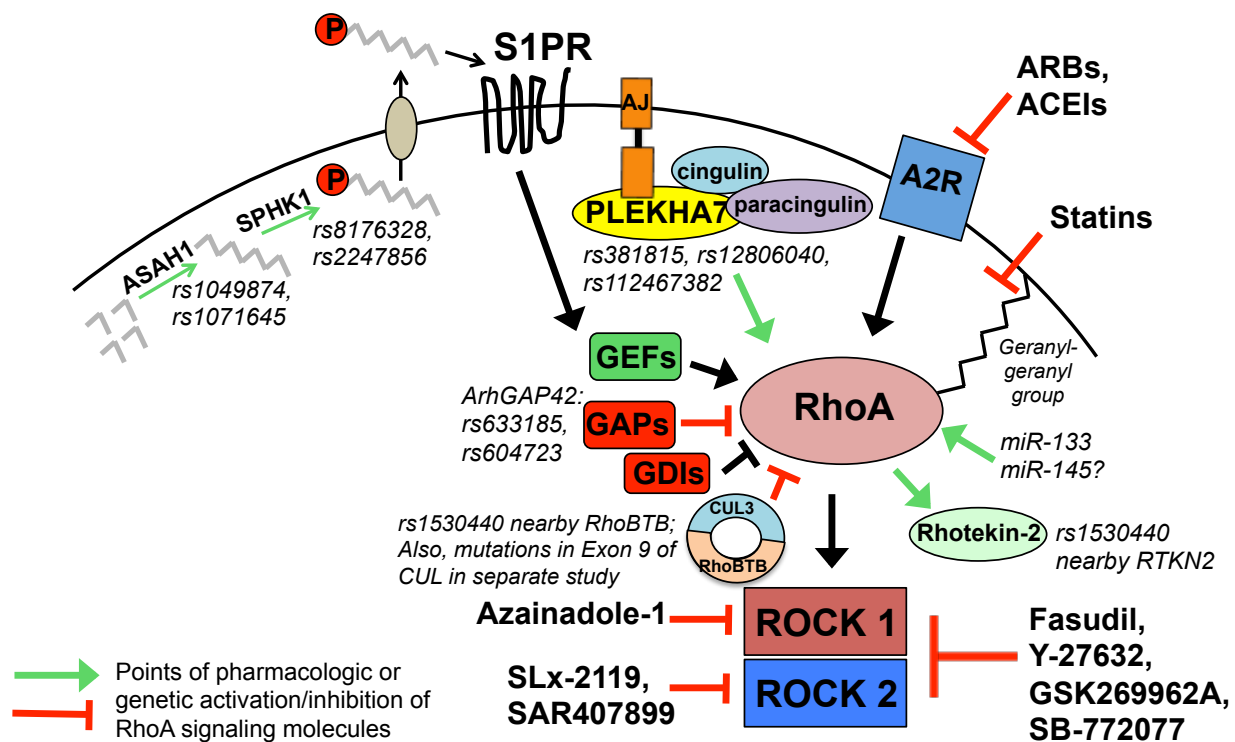 P
S1PR
ARBs,
ACEIs
AJ
A2R
cingulin
paracingulin
PLEKHA7
P
SPHK1
rs8176328,
rs2247856
ASAH1
rs1049874,
rs1071645
rs381815, rs12806040,
rs112467382
Statins
GEFs
RhoA
Geranyl-
geranyl
group
ArhGAP42:
rs633185,
rs604723
GAPs
GDIs
miR-133
miR-145?
CUL3
RhoBTB
rs1530440 nearby RhoBTB;
Also, mutations in Exon 9 of
CUL in separate study
Rhotekin-2
rs1530440
nearby RTKN2
Azainadole-1
ROCK 1
SLx-2119,
SAR407899
ROCK 2
Fasudil,
Y-27632,
GSK269962A,
SB-772077
Points of pharmacologic or
genetic activation/inhibition of
RhoA signaling molecules